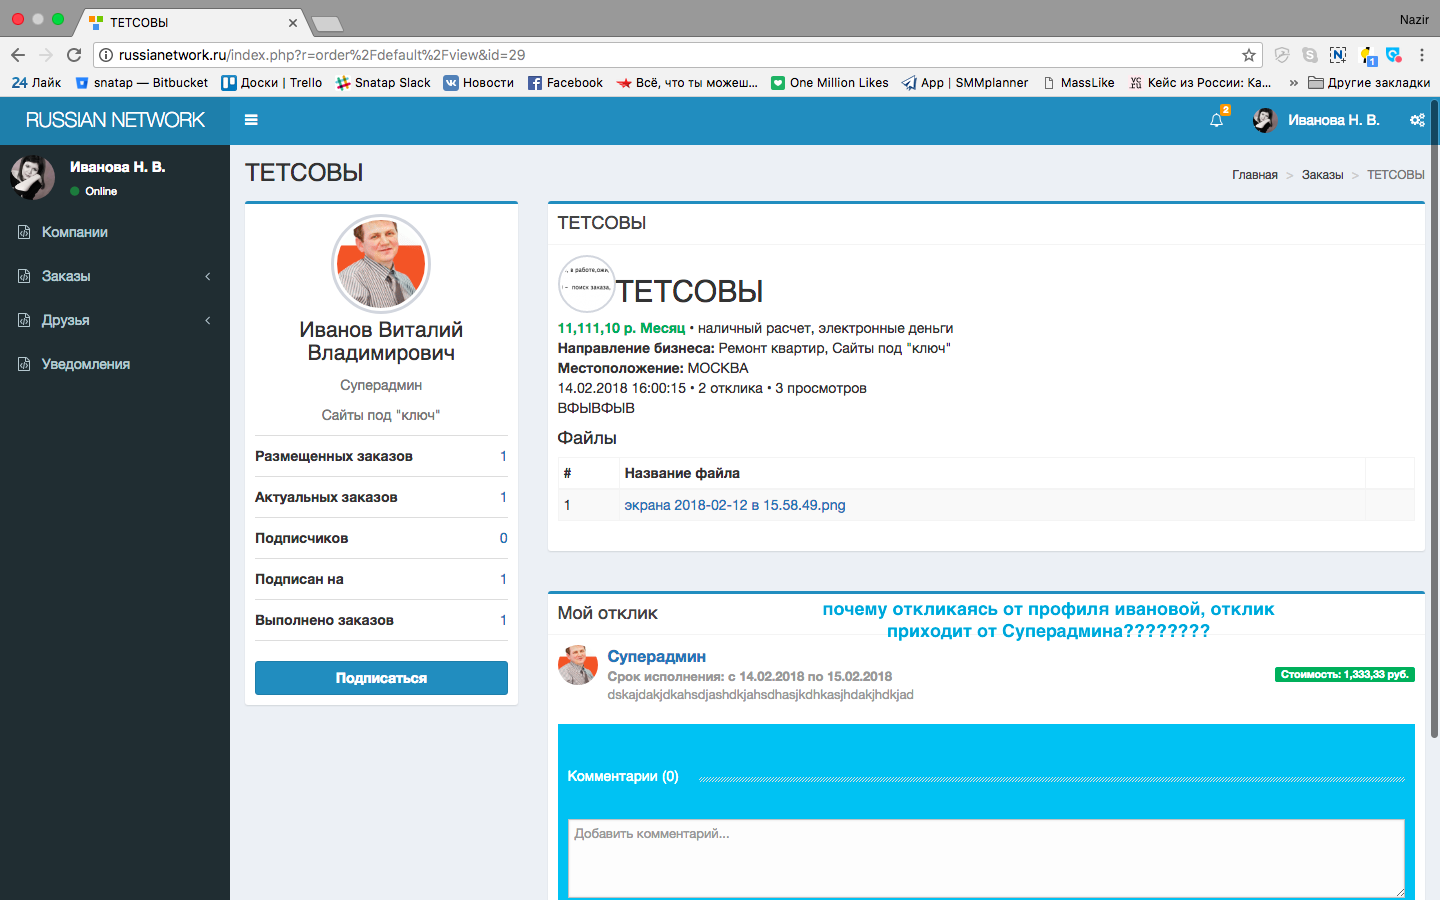 ТЕТСОВЫ
Nazir
russianetwork.ru/index.php?r=order%2Fdefault%2Fview&id=29
1
24 Лайк
snatap — Bitbucket
Доски | Trello
Snatap Slack
Новости
Facebook
Всё, что ты можеш...
One Million Likes
App | SMMplanner
MassLike
Кейс из России: Ка...
»
Другие закладки
RUSSIAN NETWORK
2
Иванова Н. В.
Иванова Н. В.
Online
Компании
Заказы
Друзья
Уведомления
ТЕТСОВЫ
Главная > Заказы > ТЕТСОВЫ
Иванов Виталий
Владимирович
Суперадмин
Сайты под "ключ"
Размещенных заказов 1
Актуальных заказов 1
Подписчиков 0
Подписан на 1
Выполнено заказов 1
Подписаться
ТЕТСОВЫ
., в работе,ожи,
! – поиск заказа,
ТЕТСОВЫ
11,111,10 р. Месяц • наличный расчет, электронные деньги
Направление бизнеса: Ремонт квартир, Сайты под "ключ"
Местоположение: МОСКВА
14.02.2018 16:00:15 • 2 отклика • 3 просмотров
ВФЫВФЫВ
Файлы
# Название файла
1 экрана 2018-02-12 в 15.58.49.png
Мой отклик
почему откликаясь от профиля ивановой, отклик
приходит от Суперадмина????????
Суперадмин
Срок исполнения: с 14.02.2018 по 15.02.2018
Стоимость: 1,333,33 руб.
dskajdakjdkahsdjashdkjahsdhasjkdhkasjhdakjhdkjad
Комментарии (0)
Добавить комментарий...